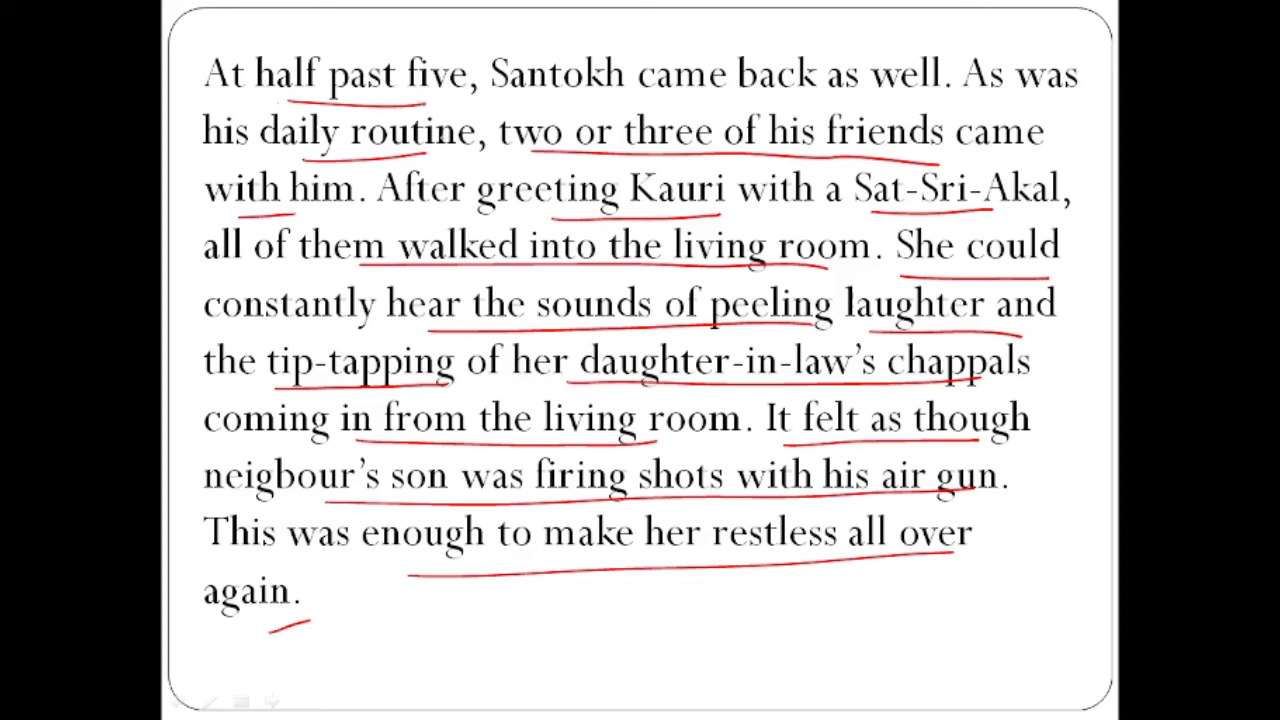 At half past five, Santokh came back as well. As was
his daily routine, two or three of his friends came
with him. After greeting Kauri with a Sat-Sri-Akal,
all of them walked into the living room. She could
constantly hear the sounds of peeling laughter and
the tip-tapping of her daughter-in-law’s chappals
coming in from the living room. It felt as though
neigbour’s son was firing shots with his air gun.
This was enough to make her restless all over
again.